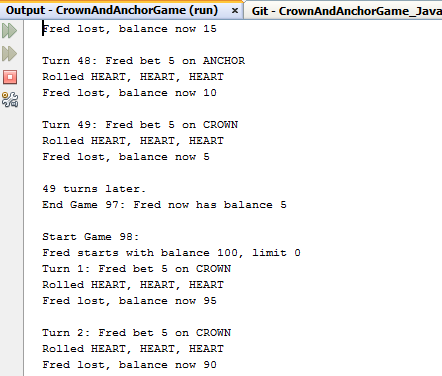 Output - CrownAndAnchorGame (run) × Git - CrownAndAnchorGame_Java
Fred lost, balance now 15
Turn 48: Fred bet 5 on ANCHOR
Rolled HEART, HEART, HEART
Fred lost, balance now 10
Turn 49: Fred bet 5 on CROWN
Rolled HEART, HEART, HEART
Fred lost, balance now 5
49 turns later.
End Game 97: Fred now has balance 5
Start Game 98:
Fred starts with balance 100, limit 0
Turn 1: Fred bet 5 on CROWN
Rolled HEART, HEART, HEART
Fred lost, balance now 95
Turn 2: Fred bet 5 on CROWN
Rolled HEART, HEART, HEART
Fred lost, balance now 90